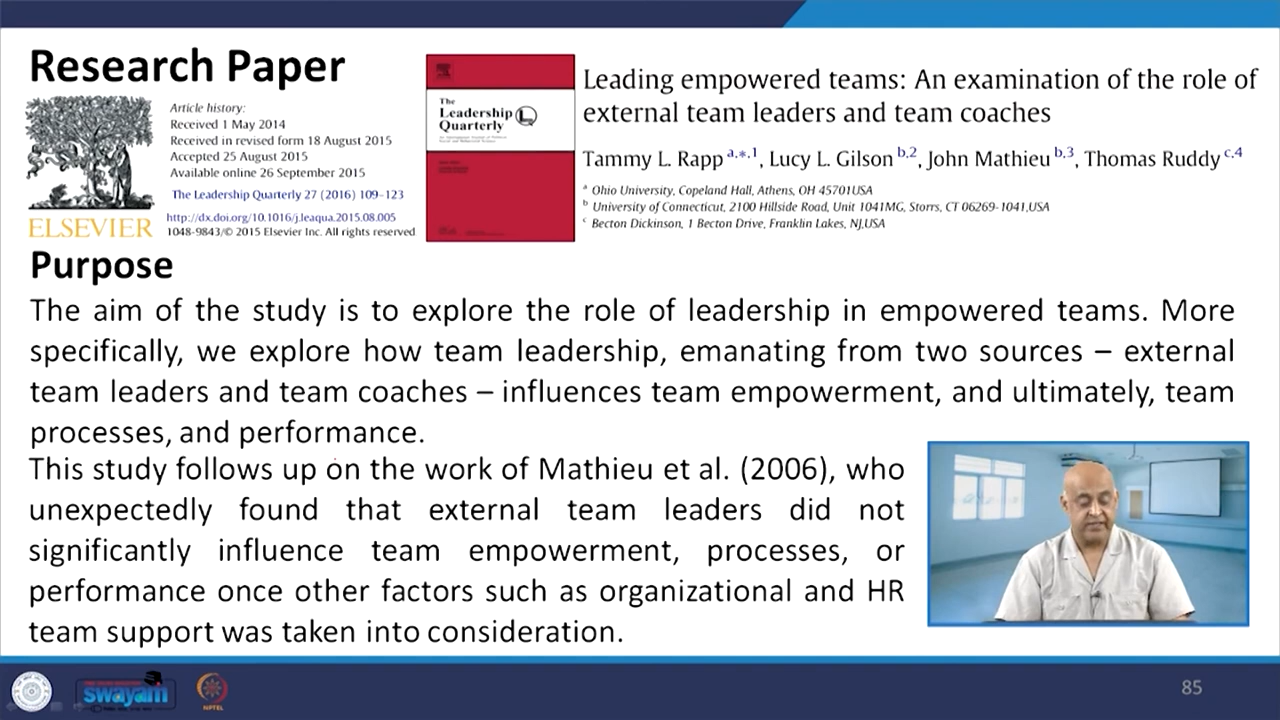 Research Paper
Article history:
Received 1 May 2014
Received in revised form 18 August 2015
Accepted 25 August 2015
Available online 26 September 2015
The Leadership Quarterly 27 (2016) 109–123
http://dx.doi.org/10.1016/j.leaqua.2015.08.005
1048-9843/© 2015 Elsevier Inc. All rights reserved
ELSEVIER
The
Leadership
Quarterly
Leading empowered teams: An examination of the role of
external team leaders and team coaches
Tammy L. Rapp a,*,1, Lucy L. Gilson b,2, John Mathieu b,3, Thomas Ruddy c,4
a Ohio University, Copeland Hall, Athens, OH 45701USA
b University of Connecticut, 2100 Hillside Road, Unit 1041MG, Storrs, CT 06269-1041,USA
c Becton Dickinson, 1 Becton Drive, Franklin Lakes, NJ,USA
Purpose
The aim of the study is to explore the role of leadership in empowered teams. More
specifically, we explore how team leadership, emanating from two sources – external
team leaders and team coaches – influences team empowerment, and ultimately, team
processes, and performance.
This study follows up on the work of Mathieu et al. (2006), who
unexpectedly found that external team leaders did not
significantly influence team empowerment, processes, or
performance once other factors such as organizational and HR
team support was taken into consideration.
swayam
NPTEL
85